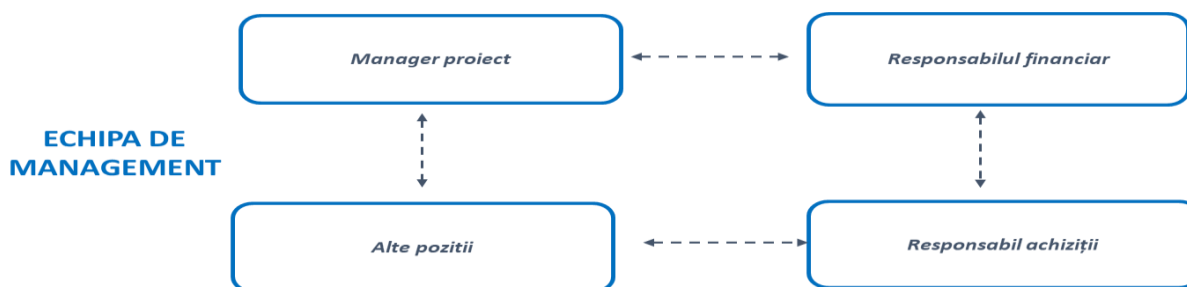 Manager proiect
Responsabilul financiar
ECHIPA DE
MANAGEMENT
Alte pozitii
Responsabil achiziții